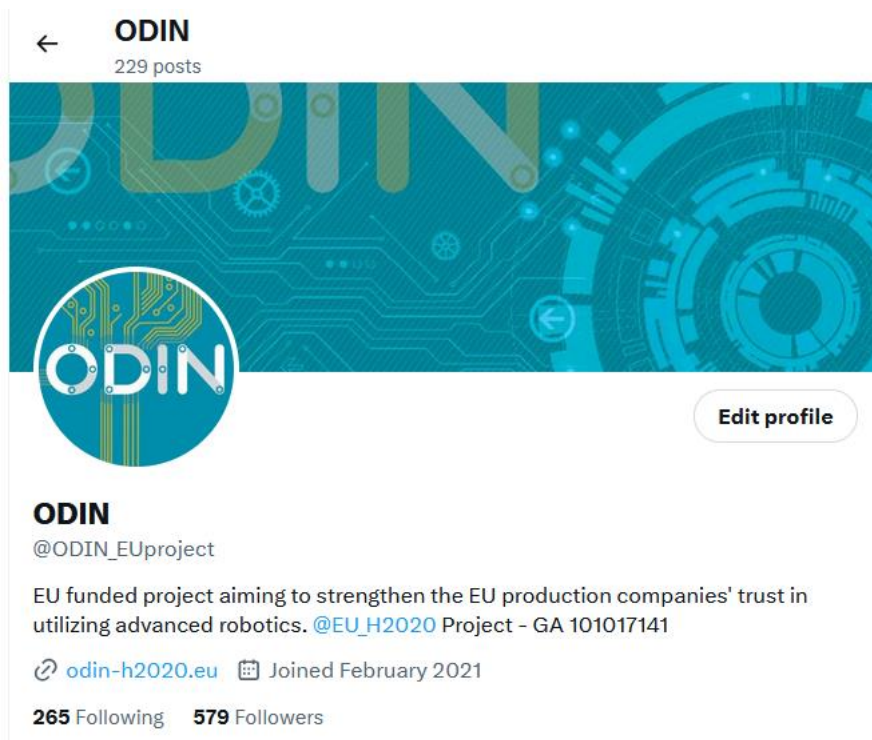 ODIN
229 posts
ODIN
ODIN
Edit profile
ODIN
@ODIN_EUproject
EU funded project aiming to strengthen the EU production companies' trust in
utilizing advanced robotics. @EU_H2020 Project - GA 101017141
odin-h2020.eu Joined February 2021
265 Following 579 Followers